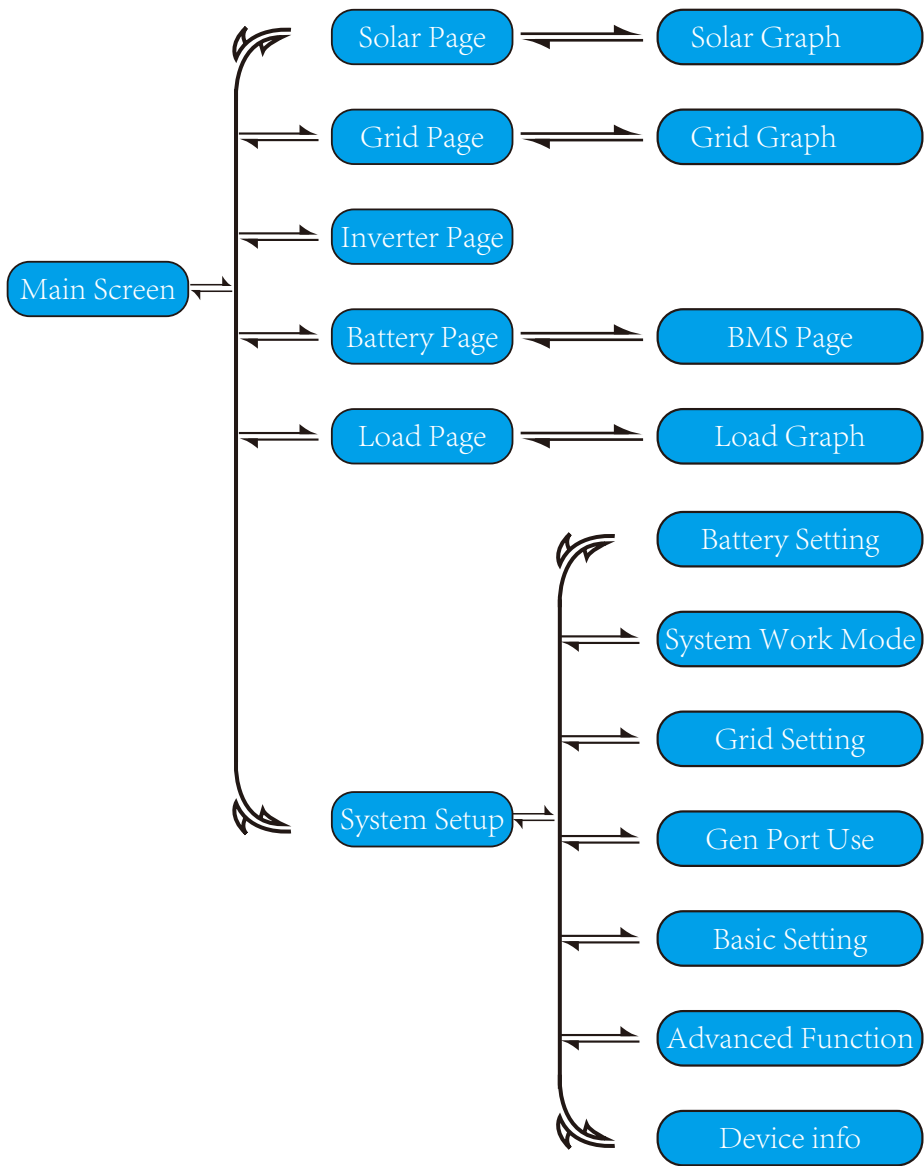 Solar Page
Solar Graph
Grid Page
Grid Graph
Inverter Page
Main Screen
Battery Page
BMS Page
Load Page
Load Graph
Battery Setting
System Work Mode
Grid Setting
System Setup
Gen Port Use
Basic Setting
Advanced Function
Device info